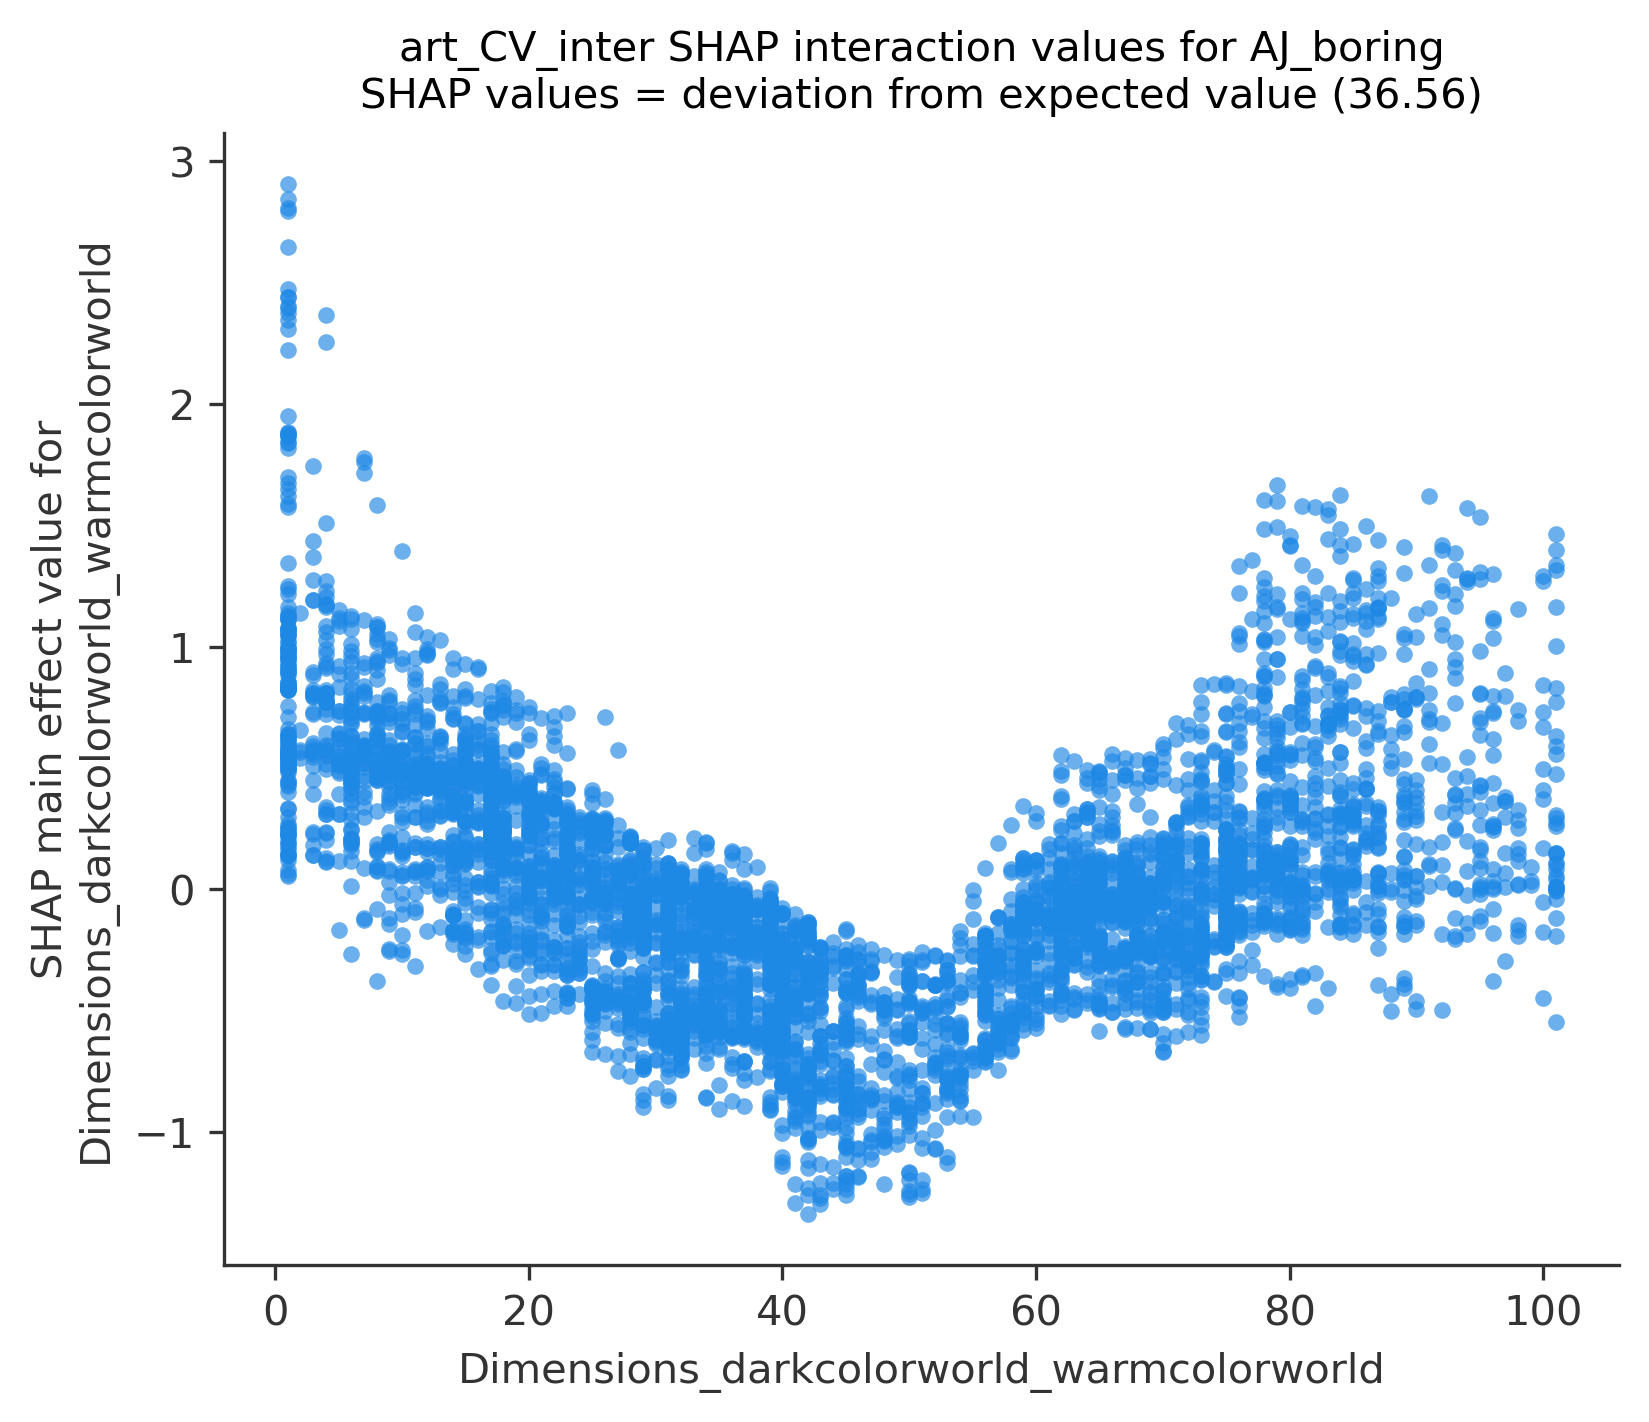 art_CV_inter SHAP interaction values for AJ_boring
SHAP values = deviation from expected value (36.56)
SHAP main effect value for
Dimensions_darkcolorworld_warmcolorworld
3
2
1
0
−1
0
20
40
60
80
100
Dimensions_darkcolorworld_warmcolorworld